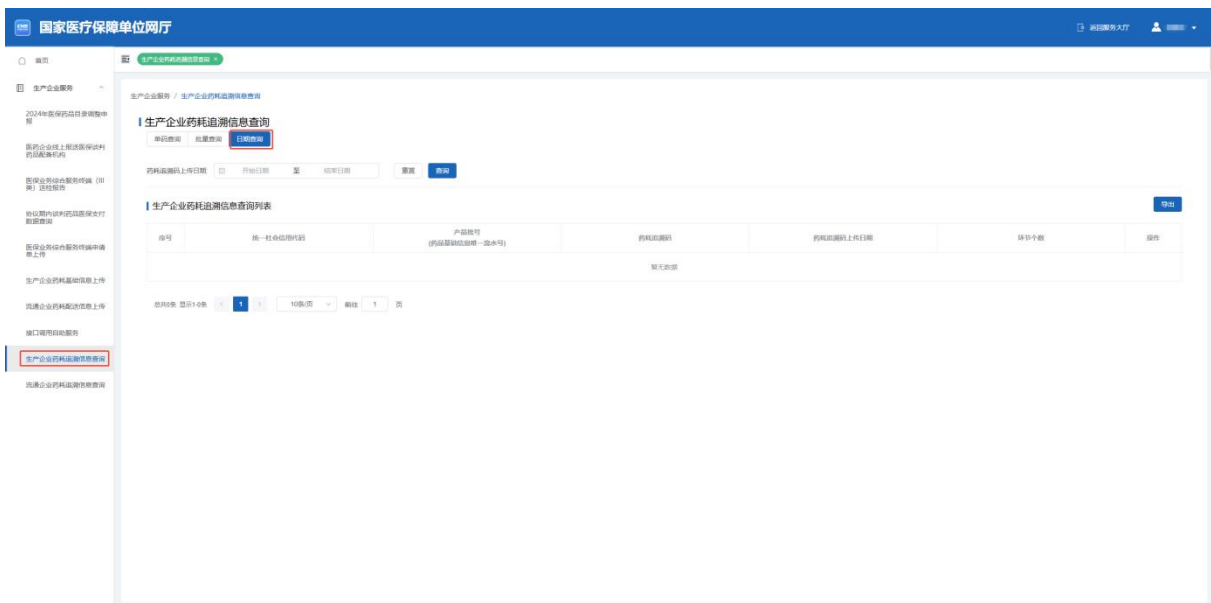 国家医疗保障单位网厅
返回服务大厅
首页
生产企业药耗追溯信息查询 ×
生产企业服务
生产企业服务 / 生产企业药耗追溯信息查询
2024年医保药品目录调整申
报
医药企业线上报送医保谈判
药品配备机构
医保业务综合服务终端（III
类）送检报告
协议期内谈判药品医保支付
数据查询
医保业务综合服务终端申请
表上传
生产企业药耗基础信息上传
流通企业药耗配送信息上传
接口调用自助服务
生产企业药耗追溯信息查询
流通企业药耗追溯信息查询
生产企业药耗追溯信息查询
单码查询 批量查询 日期查询
药耗追溯码上传日期 开始日期 至 结束日期 重置 查询
生产企业药耗追溯信息查询列表 导出
序号 统一社会信用代码 产品批号 药耗追溯码 药耗追溯码上传日期 环节个数 操作
(药品基础信息唯一流水号)
暂无数据
总共0条 显示1-0条 < 1 > 10条/页 前往 1 页